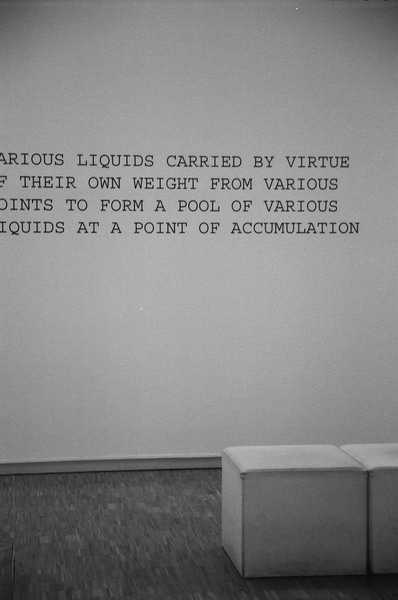 ARIOUS LIQUIDS CARRIED BY VIRTUE
F THEIR OWN WEIGHT FROM VARIOUS
OINTS TO FORM A POOL OF VARIOUS
IQUIDS AT A POINT OF ACCUMULATION